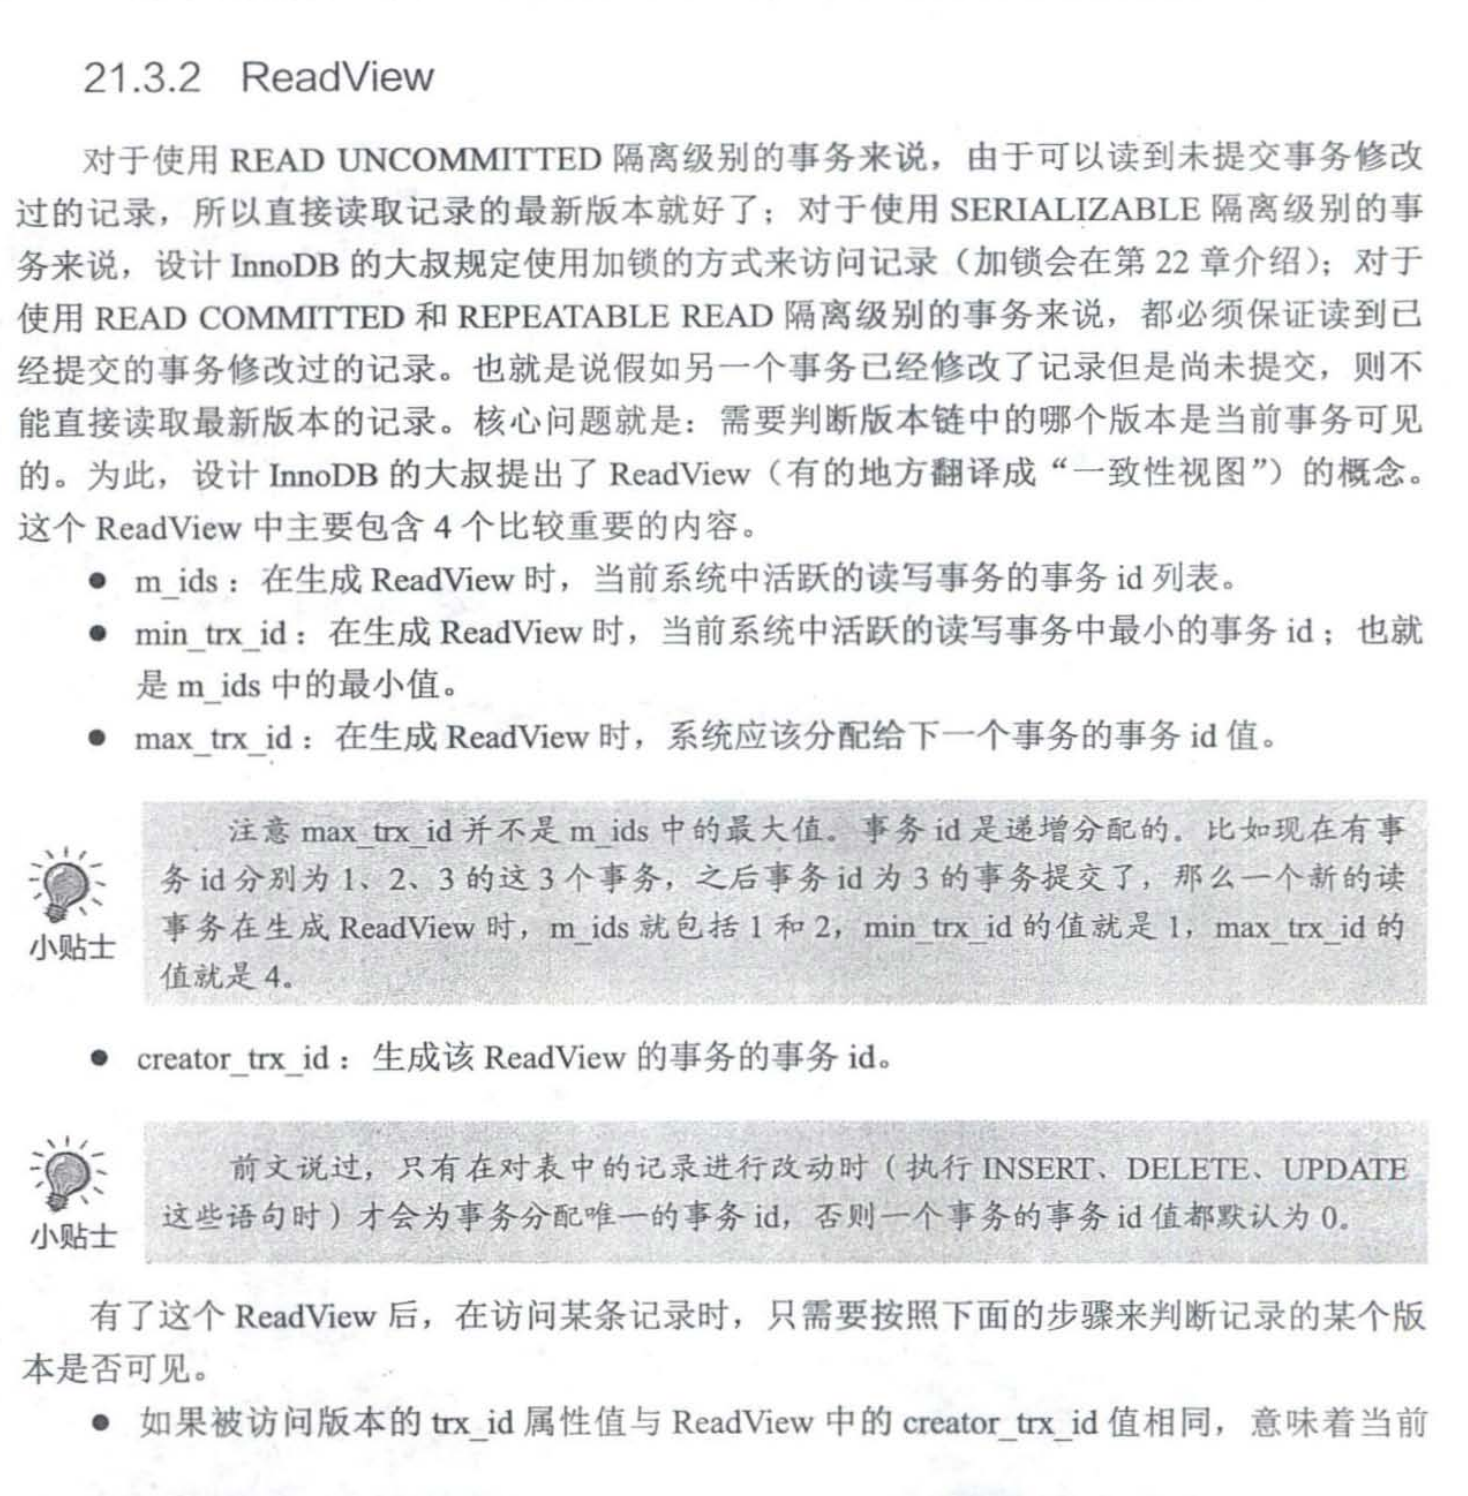 21.3.2 ReadView
对于使用 READ UNCOMMITTED 隔离级别的事务来说，由于可以读到未提交事务修改
过的记录，所以直接读取记录的最新版本就好了；对于使用 SERIALIZABLE 隔离级别的事
务来说，设计 InnoDB 的大叔规定使用加锁的方式来访问记录（加锁会在第 22 章介绍）；对于
使用 READ COMMITTED 和 REPEATABLE READ 隔离级别的事务来说，都必须保证读到已
经提交的事务修改过的记录。也就是说假如另一个事务已经修改了记录但是尚未提交，则不
能直接读取最新版本的记录。核心问题就是：需要判断版本链中的哪个版本是当前事务可见
的。为此，设计 InnoDB 的大叔提出了 ReadView（有的地方翻译成“一致性视图”）的概念。
这个 ReadView 中主要包含 4 个比较重要的内容。
● m_ids：在生成 ReadView 时，当前系统中活跃的读写事务的事务 id 列表。
● min_trx_id：在生成 ReadView 时，当前系统中活跃的读写事务中最小的事务 id；也就
是 m_ids 中的最小值。
● max_trx_id：在生成 ReadView 时，系统应该分配给下一个事务的事务 id 值。
注意 max_trx_id 并不是 m_ids 中的最大值。事务 id 是递增分配的。比如现在有事
务 id 分别为 1、2、3 的这 3 个事务，之后事务 id 为 3 的事务提交了，那么一个新的读
事务在生成 ReadView 时，m_ids 就包括 1 和 2，min_trx_id 的值就是 1，max_trx_id 的
值就是 4。
小贴士
● creator_trx_id：生成该 ReadView 的事务的事务 id。
前文说过，只有在对表中的记录进行改动时（执行 INSERT、DELETE、UPDATE
这些语句时）才会为事务分配唯一的事务 id，否则一个事务的事务 id 值都默认为 0。
小贴士
有了这个 ReadView 后，在访问某条记录时，只需要按照下面的步骤来判断记录的某个版
本是否可见。
● 如果被访问版本的 trx_id 属性值与 ReadView 中的 creator_trx_id 值相同，意味着当前